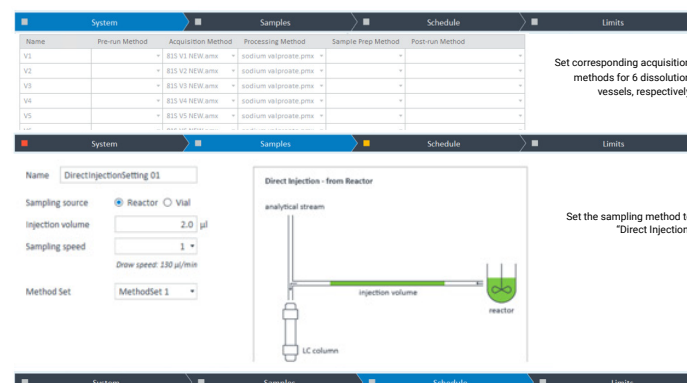 System Samples Schedule Limits
Name Pre-run Method Acquisition Method Processing Method Sample Prep Method Post-run Method
V1 815 V1 NEW.amx sodium valproate.pmx
V2 815 V2 NEW.amx sodium valproate.pmx
V3 815 V3 NEW.amx sodium valproate.pmx
V4 815 V4 NEW.amx sodium valproate.pmx
V5 815 V5 NEW.amx sodium valproate.pmx
Set corresponding acquisition
methods for 6 dissolution
vessels, respectively
System Samples Schedule Limits
Name DirectInjectionSetting 01
Sampling source Reactor Vial
Injection volume 2.0 µl
Sampling speed 1
Draw speed: 130 µl/min
Method Set MethodSet 1
Direct Injection - from Reactor
analytical stream
injection volume
reactor
LC column
Set the sampling method to
"Direct Injection
System Samples Schedule Limits